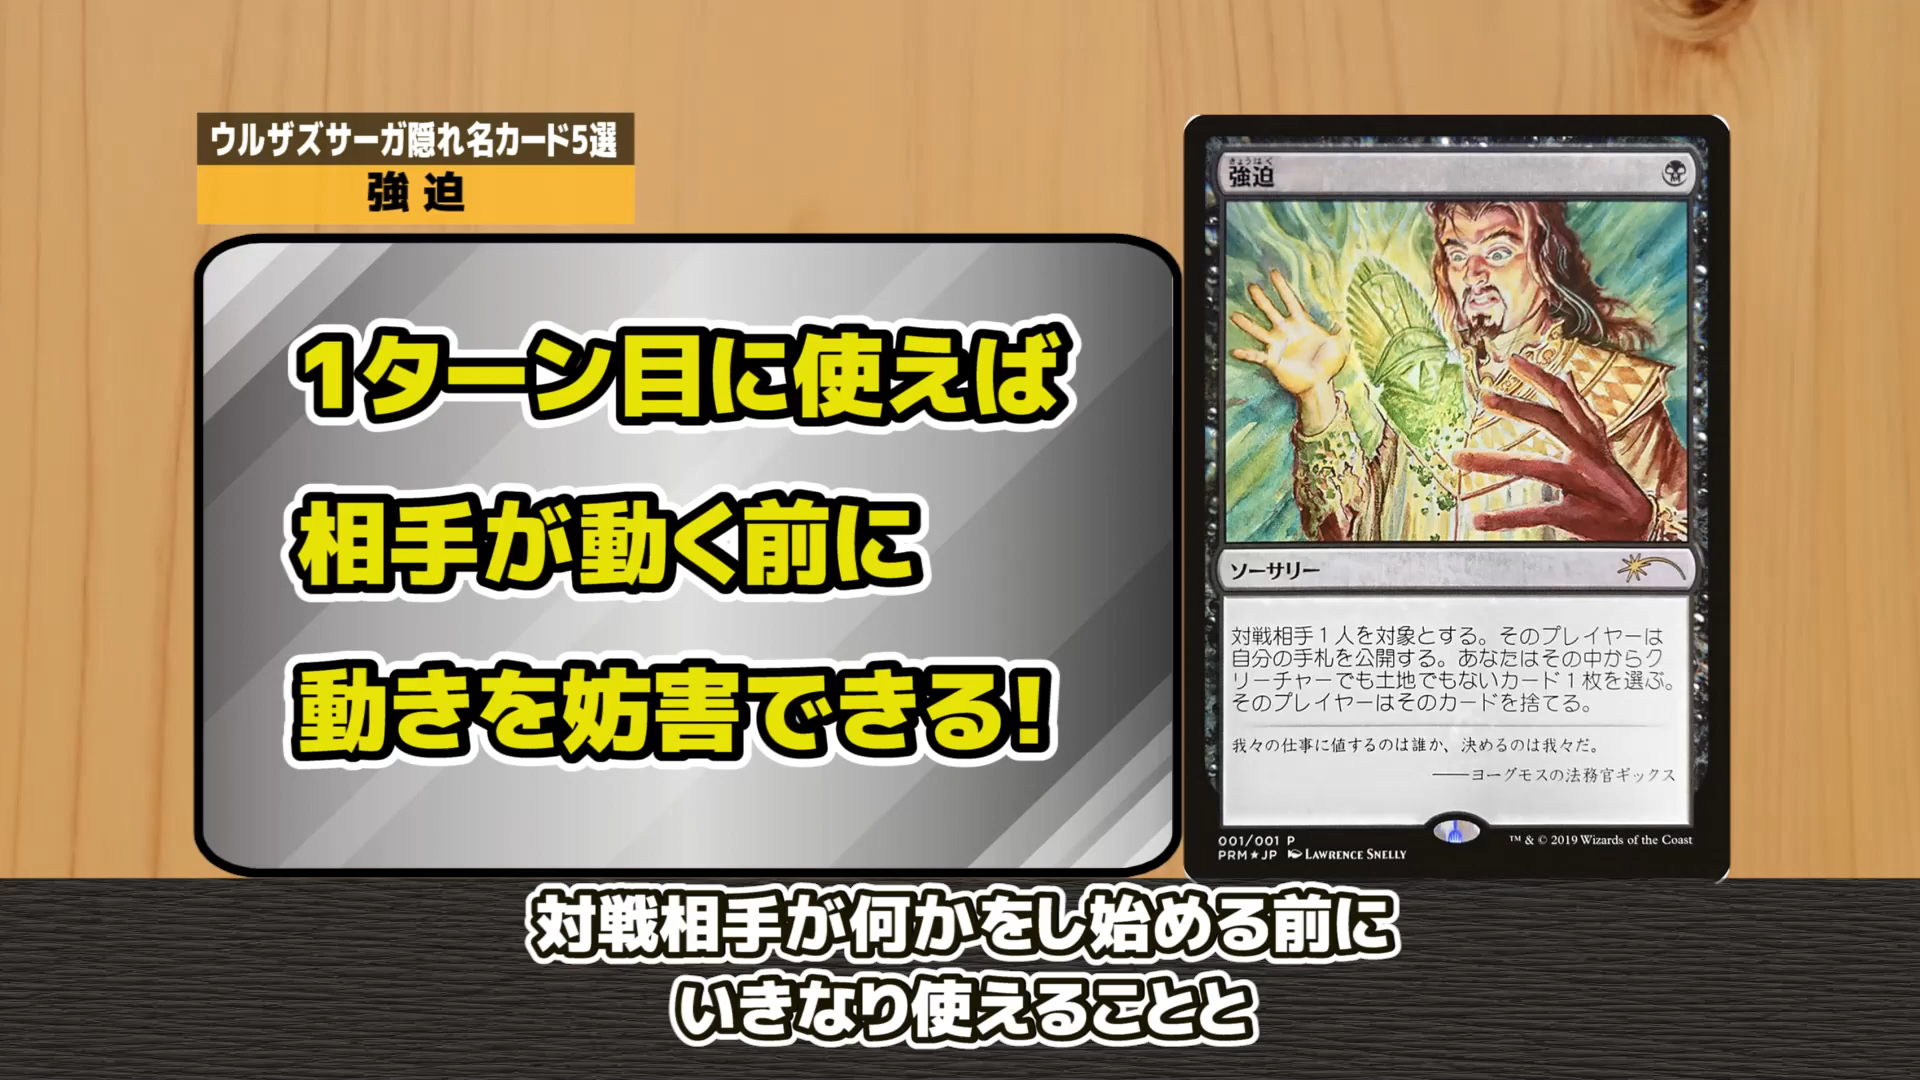 ウルザズサーガ隠れ名カード5選
強迫
1ターン目に使えば
相手が動く前に
動きを妨害できる!
きょうはく
強迫
ソーサリー
対戦相手1人を対象とする。そのプレイヤーは
自分の手札を公開する。あなたはその中からク
リーチャーでも土地でもないカード1枚を選ぶ。
そのプレイヤーはそのカードを捨てる。
我々の仕事に値するのは誰か、決めるのは我々だ。
──ヨーグモスの法務官ギックス
001/001 P
PRM★JP LAWRENCE SNELLY
™ & © 2019 Wizards of the Coast
対戦相手が何かをし始める前に
いきなり使えることと